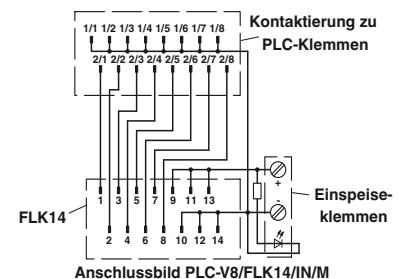 1/1 1/2 1/3 1/4 1/5 1/6 1/7 1/8
Kontaktierung zu
PLC-Klemmen
2/1 2/2 2/3 2/4 2/5 2/6 2/7 2/8
1 3 5 7 9 11 13
+
-
Einspeise-
klemmen
FLK14
2 4 6 8 10 12 14
Anschlussbild PLC-V8/FLK14/IN/M